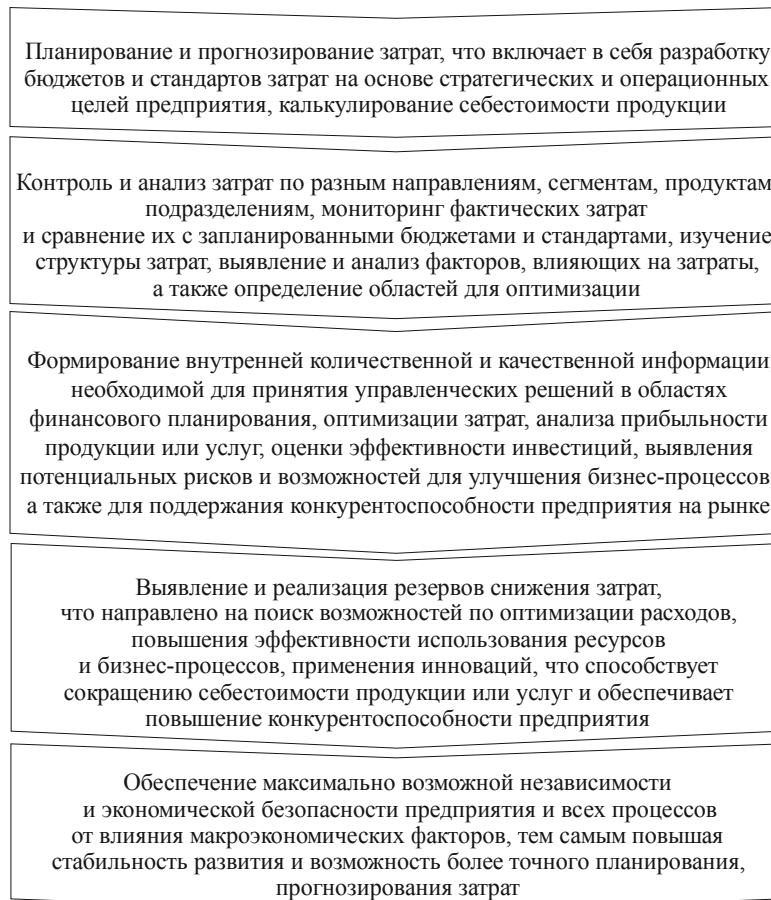 Планирование и прогнозирование затрат, что включает в себя разработку
бюджетов и стандартов затрат на основе стратегических и операционных
целей предприятия, калькулирование себестоимости продукции
Контроль и анализ затрат по разным направлениям, сегментам, продуктам
подразделениям, мониторинг фактических затрат
и сравнение их с запланированными бюджетами и стандартами, изучение
структуры затрат, выявление и анализ факторов, влияющих на затраты,
а также определение областей для оптимизации
Формирование внутренней количественной и качественной информации
необходимой для принятия управленческих решений в областях
финансового планирования, оптимизации затрат, анализа прибыльности
продукции или услуг, оценки эффективности инвестиций, выявления
потенциальных рисков и возможностей для улучшения бизнес-процессов
а также для поддержания конкурентоспособности предприятия на рынке
Выявление и реализация резервов снижения затрат,
что направлено на поиск возможностей по оптимизации расходов,
повышения эффективности использования ресурсов
и бизнес-процессов, применения инноваций, что способствует
сокращению себестоимости продукции или услуг и обеспечивает
повышение конкурентоспособности предприятия
Обеспечение максимально возможной независимости
и экономической безопасности предприятия и всех процессов
от влияния макроэкономических факторов, тем самым повышая
стабильность развития и возможность более точного планирования,
прогнозирования затрат